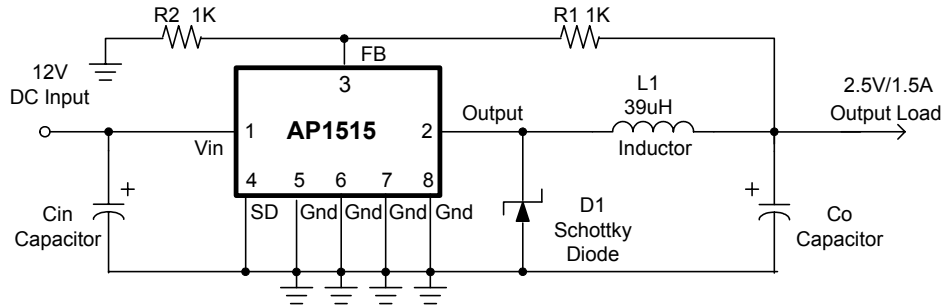 R2 1K
R1 1K
FB
3
12V
DC Input
L1
39uH
2.5V/1.5A
Output Load
Output
1
AP1515
2
Vin
Inductor
4
5
6
7
8
SD
Gnd
Gnd
Gnd
Gnd
+
Cin
Capacitor
D1
Schottky
Diode
+
Co
Capacitor